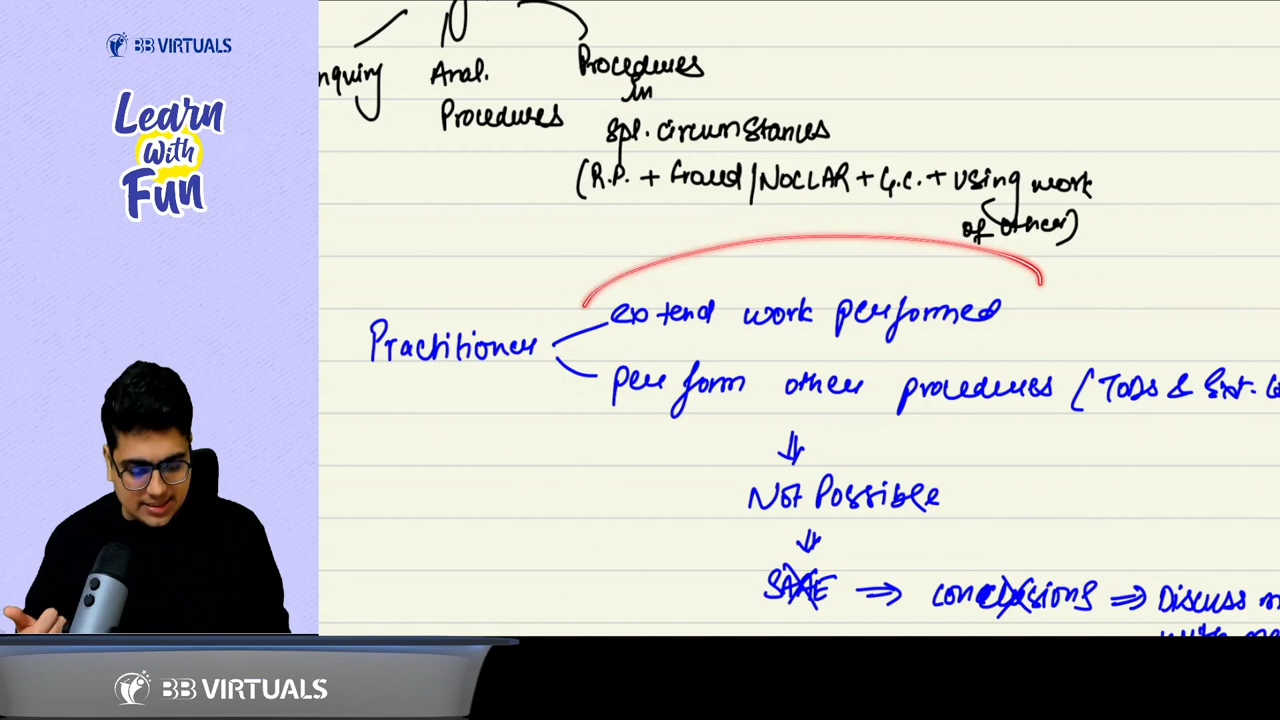 BB VIRTUALS
Learn
With
Fun
nquiry
Anal.
Procedures
Procedures
in
Spl. circumstances
(R.P. + Fraud/NOCLAR + G.C. + Using work
of others)
Practitioner
extend work performed
perform other procedures (TODs &
Not Possible
SAAE ⇒ conclusions ⇒ Discuss
BB VIRTUALS